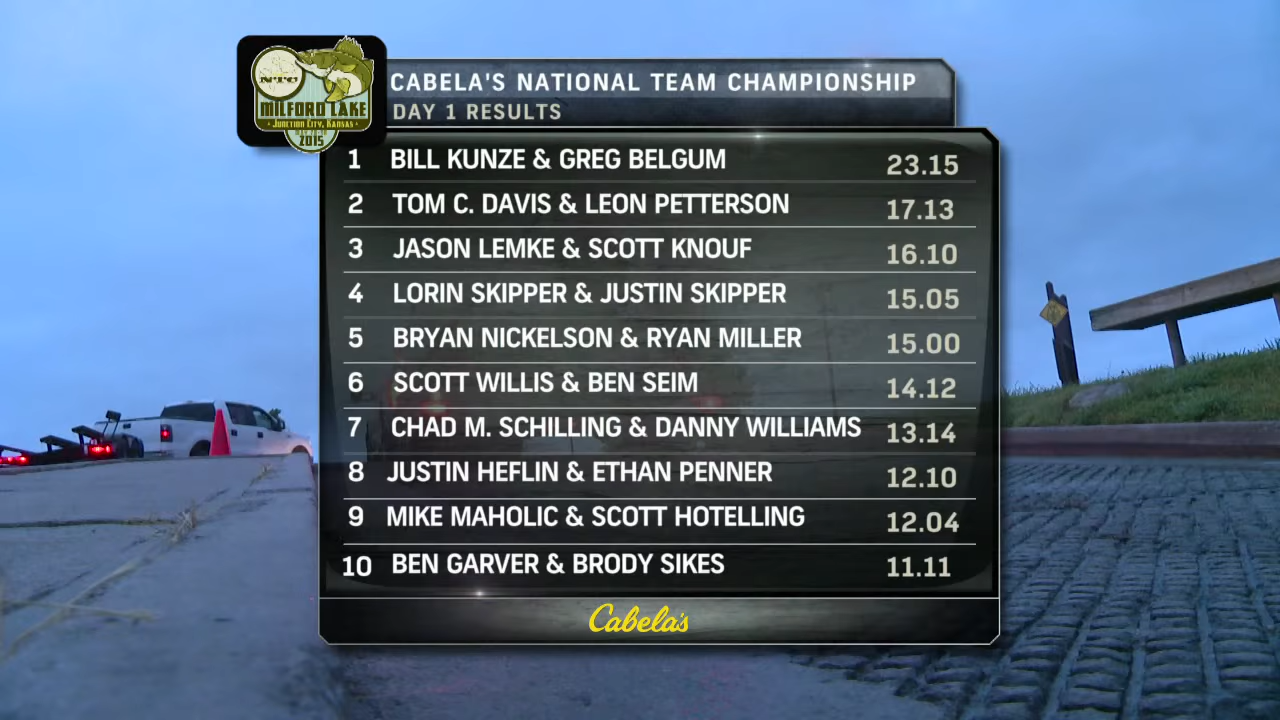 NTC
MILFORD LAKE
JUNCTION CITY, KANSAS
2015
CABELA'S NATIONAL TEAM CHAMPIONSHIP
DAY 1 RESULTS
1 BILL KUNZE & GREG BELGUM 23.15
2 TOM C. DAVIS & LEON PETTERSON 17.13
3 JASON LEMKE & SCOTT KNOUF 16.10
4 LORIN SKIPPER & JUSTIN SKIPPER 15.05
5 BRYAN NICKELSON & RYAN MILLER 15.00
6 SCOTT WILLIS & BEN SEIM 14.12
7 CHAD M. SCHILLING & DANNY WILLIAMS 13.14
8 JUSTIN HEFLIN & ETHAN PENNER 12.10
9 MIKE MAHOLIC & SCOTT HOTELLING 12.04
10 BEN GARVER & BRODY SIKES 11.11
Cabela's